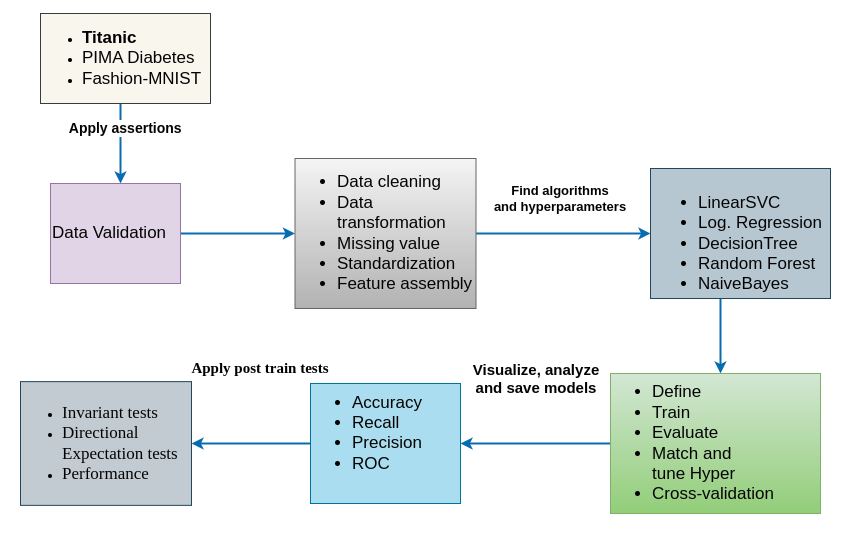 Titanic
PIMA Diabetes
Fashion-MNIST
Apply assertions
Data Validation
Data cleaning
Data
transformation
Missing value
Standardization
Feature assembly
Find algorithms
and hyperparameters
LinearSVC
Log. Regression
DecisionTree
Random Forest
NaiveBayes
Define
Train
Evaluate
Match and
tune Hyper
Cross-validation
Visualize, analyze
and save models
Accuracy
Recall
Precision
ROC
Apply post train tests
Invariant tests
Directional
Expectation tests
Performance